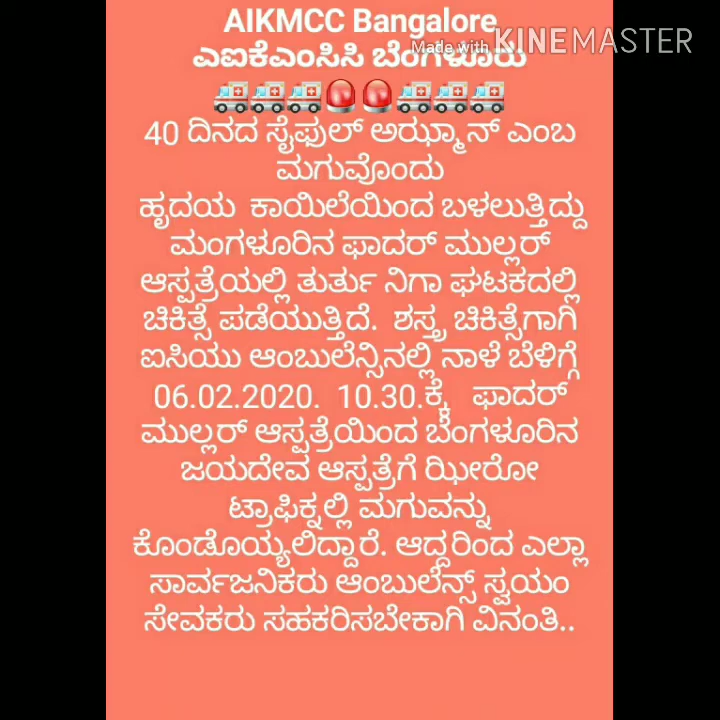 AIKMCC Bangalore
Made with KINEMASTER
ಎಐಕೆಎಂಸಿಸಿ ಬೆಂಗಳೂರು
40 ದಿನದ ಸೈಫುಲ್ ಅಝ್ಮಾನ್ ಎಂಬ
ಮಗುವೊಂದು
ಹೃದಯ ಕಾಯಿಲೆಯಿಂದ ಬಳಲುತ್ತಿದ್ದು
ಮಂಗಳೂರಿನ ಫಾದರ್ ಮುಲ್ಲರ್
ಆಸ್ಪತ್ರೆಯಲ್ಲಿ ತುರ್ತು ನಿಗಾ ಘಟಕದಲ್ಲಿ
ಚಿಕಿತ್ಸೆ ಪಡೆಯುತ್ತಿದೆ. ಶಸ್ತ್ರ ಚಿಕಿತ್ಸೆಗಾಗಿ
ಐಸಿಯು ಆಂಬುಲೆನ್ಸಿನಲ್ಲಿ ನಾಳೆ ಬೆಳಿಗ್ಗೆ
06.02.2020. 10.30.ಕ್ಕೆ ಫಾದರ್
ಮುಲ್ಲರ್ ಆಸ್ಪತ್ರೆಯಿಂದ ಬೆಂಗಳೂರಿನ
ಜಯದೇವ ಆಸ್ಪತ್ರೆಗೆ ಝೀರೋ
ಟ್ರಾಫಿಕ್ನಲ್ಲಿ ಮಗುವನ್ನು
ಕೊಂಡೊಯ್ಯಲಿದ್ದಾರೆ. ಆದ್ದರಿಂದ ಎಲ್ಲಾ
ಸಾರ್ವಜನಿಕರು ಆಂಬುಲೆನ್ಸ್ ಸ್ವಯಂ
ಸೇವಕರು ಸಹಕರಿಸಬೇಕಾಗಿ ವಿನಂತಿ..